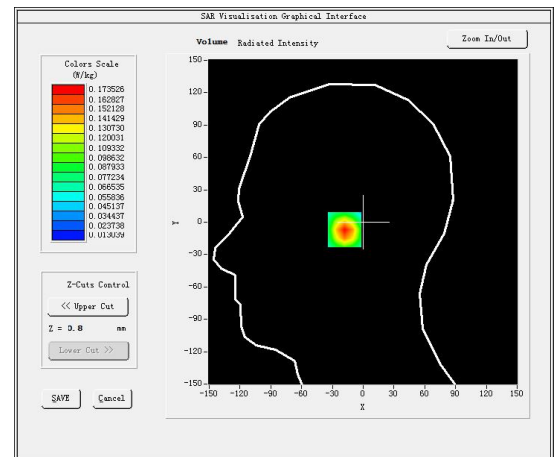 SAR Visualisation Graphical Interface
Volume Radiated Intensity
Zoom In/Out
Colors Scale
(W/kg)
0.173526
0.162827
0.152128
0.141429
0.130730
0.120031
0.109332
0.098632
0.087933
0.077234
0.066535
0.055836
0.045137
0.034437
0.023738
0.013039
Z-Cuts Control
<< Upper Cut
Z = 0.8 mm
Lower Cut >>
SAVE Cancel
150
120
90
60
30
0
-30
-60
-90
-120
-150
Y
-150 -120 -90 -60 -30 0 30 60 90 120 150
X